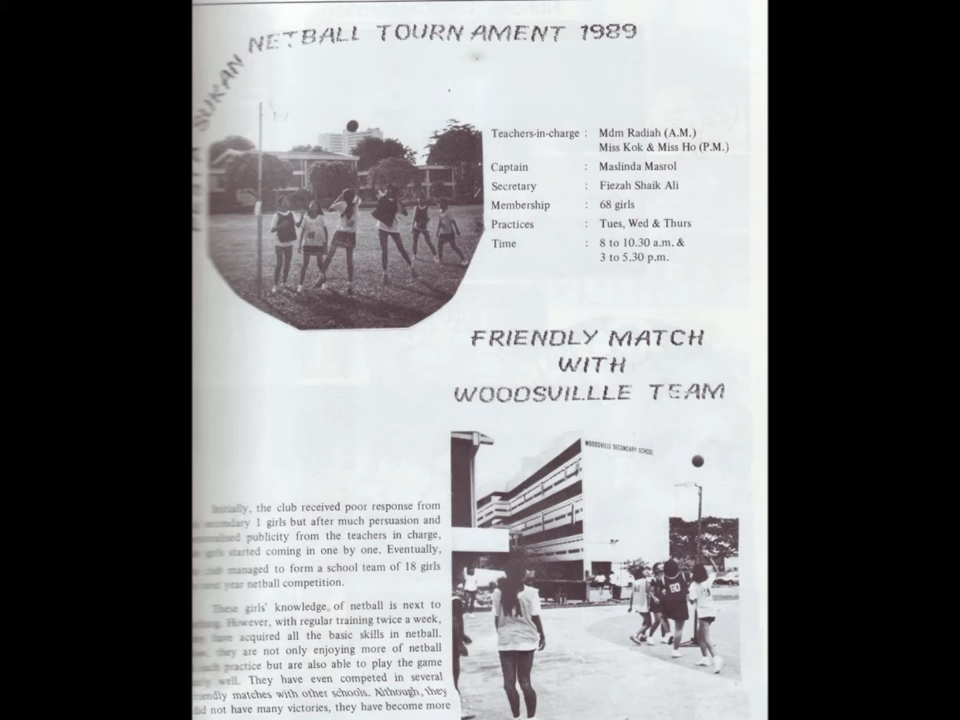 SUKAN NETBALL TOURNAMENT 1989
Teachers-in-charge : Mdm Radiah (A.M.)
Miss Kok & Miss Ho (P.M.)
Captain : Maslinda Masrol
Secretary : Fiezah Shaik Ali
Membership : 68 girls
Practices : Tues, Wed & Thurs
Time : 8 to 10.30 a.m. &
3 to 5.30 p.m.
FRIENDLY MATCH
WITH
WOODSVILLLE TEAM
WOODSVILLE SECONDARY SCHOOL
80
Initially, the club received poor response from
1 girls but after much persuasion and
publicity from the teachers in charge,
started coming in one by one. Eventually,
managed to form a school team of 18 girls
year netball competition.
These girls' knowledge of netball is next to
However, with regular training twice a week,
have acquired all the basic skills in netball.
they are not only enjoying more of netball
practice but are also able to play the game
well. They have even competed in several
matches with other schools. Although, they
did not have many victories, they have become more